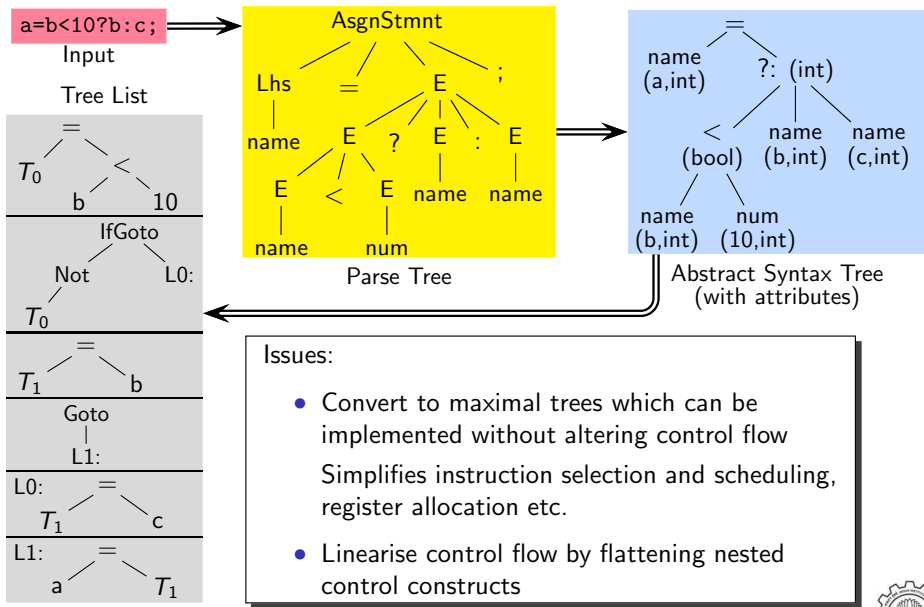 a=b<10?b:c;
Input
AsgnStmnt
Lhs = E ;
name E ? E : E
E < E name name
name num
Parse Tree
=
name
(a,int)
?: (int)
< name name
(bool) (b,int) (c,int)
name num
(b,int) (10,int)
Abstract Syntax Tree
(with attributes)
Tree List
=
T0 <
b 10
IfGoto
Not L0:
T0
=
T1 b
Goto
L1:
L0: =
T1 c
L1: =
a T1
Issues:
• Convert to maximal trees which can be
implemented without altering control flow
Simplifies instruction selection and scheduling,
register allocation etc.
• Linearise control flow by flattening nested
control constructs